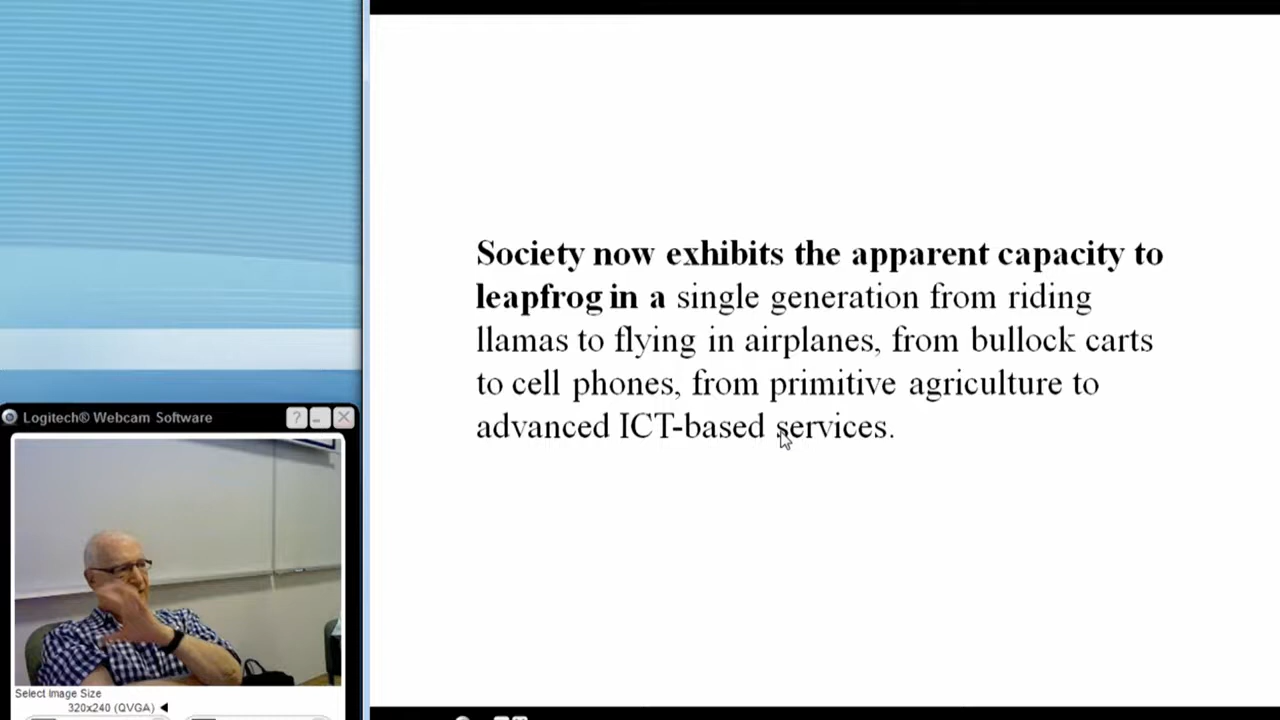 Society now exhibits the apparent capacity to
leapfrog in a single generation from riding
llamas to flying in airplanes, from bullock carts
to cell phones, from primitive agriculture to
advanced ICT-based services.
Logitech® Webcam Software
Select Image Size
320x240 (QVGA)